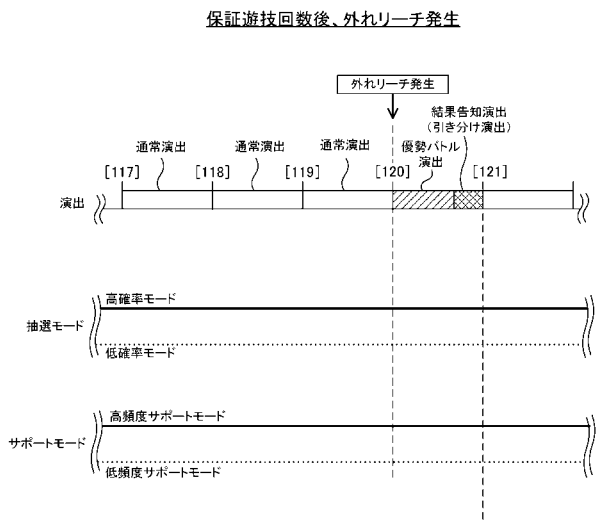 保証遊技回数後、外れリーチ発生
外れリーチ発生
結果告知演出
(引き分け演出)
通常演出 通常演出 通常演出 優勢バトル
演出
[117] [118] [119] [120] [121]
演出
高確率モード
抽選モード
低確率モード
高頻度サポートモード
サポートモード
低頻度サポートモード